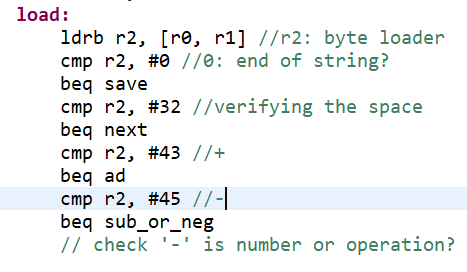 load:
ldrb r2, [r0, r1] //r2: byte loader
cmp r2, #0 //0: end of string?
beq save
cmp r2, #32 //verifying the space
beq next
cmp r2, #43 //+
beq ad
cmp r2, #45 //-
beq sub_or_neg
// check '-' is number or operation?